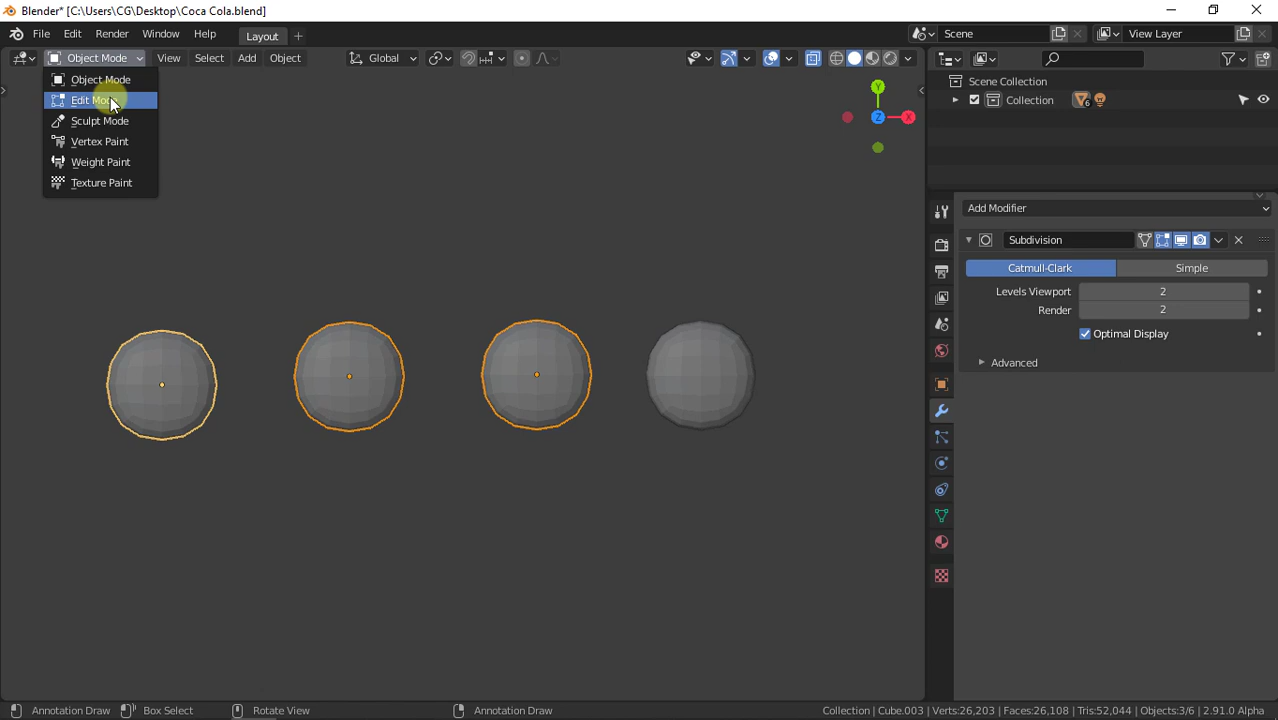 Blender* [C:\Users\CG\Desktop\Coca Cola.blend]
File Edit Render Window Help Layout + Scene View Layer
Object Mode View Select Add Object Global
Object Mode
Edit Mode
Sculpt Mode
Vertex Paint
Weight Paint
Texture Paint
Y
Z
X
Scene Collection
Collection 6
Add Modifier
Subdivision
Catmull-Clark Simple
Levels Viewport 2
Render 2
Optimal Display
Advanced
Annotation Draw Box Select Rotate View Annotation Draw Collection | Cube.003 | Verts:26,203 | Faces:26,108 | Tris:52,044 | Objects:3/6 | 2.91.0 Alpha